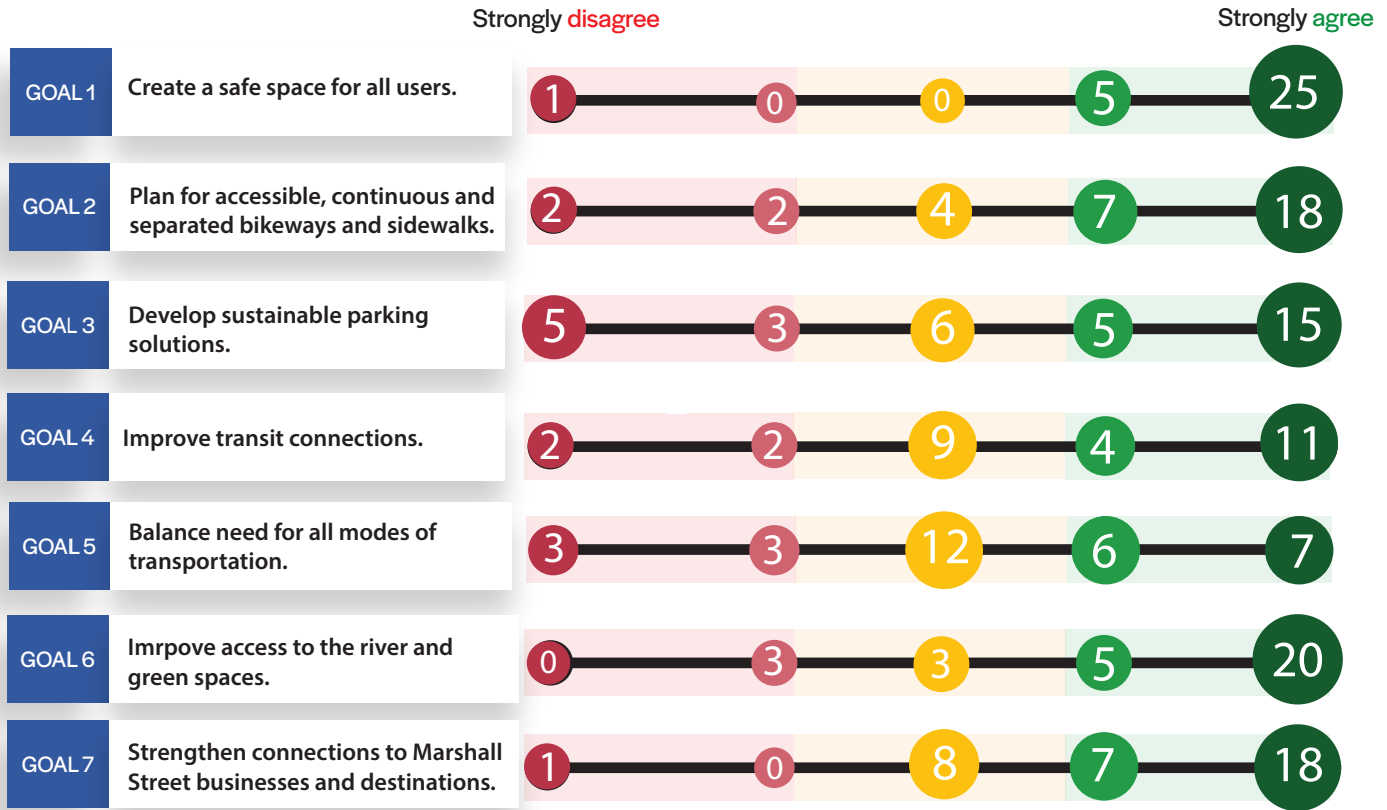 Strongly disagree
Strongly agree
GOAL 1
Create a safe space for all users.
1 0 0 5 25
GOAL 2
Plan for accessible, continuous and
separated bikeways and sidewalks.
2 2 4 7 18
GOAL 3
Develop sustainable parking
solutions.
5 3 6 5 15
GOAL 4
Improve transit connections.
2 2 9 4 11
GOAL 5
Balance need for all modes of
transportation.
3 3 12 6 7
GOAL 6
Imrpove access to the river and
green spaces.
0 3 3 5 20
GOAL 7
Strengthen connections to Marshall
Street businesses and destinations.
1 0 8 7 18